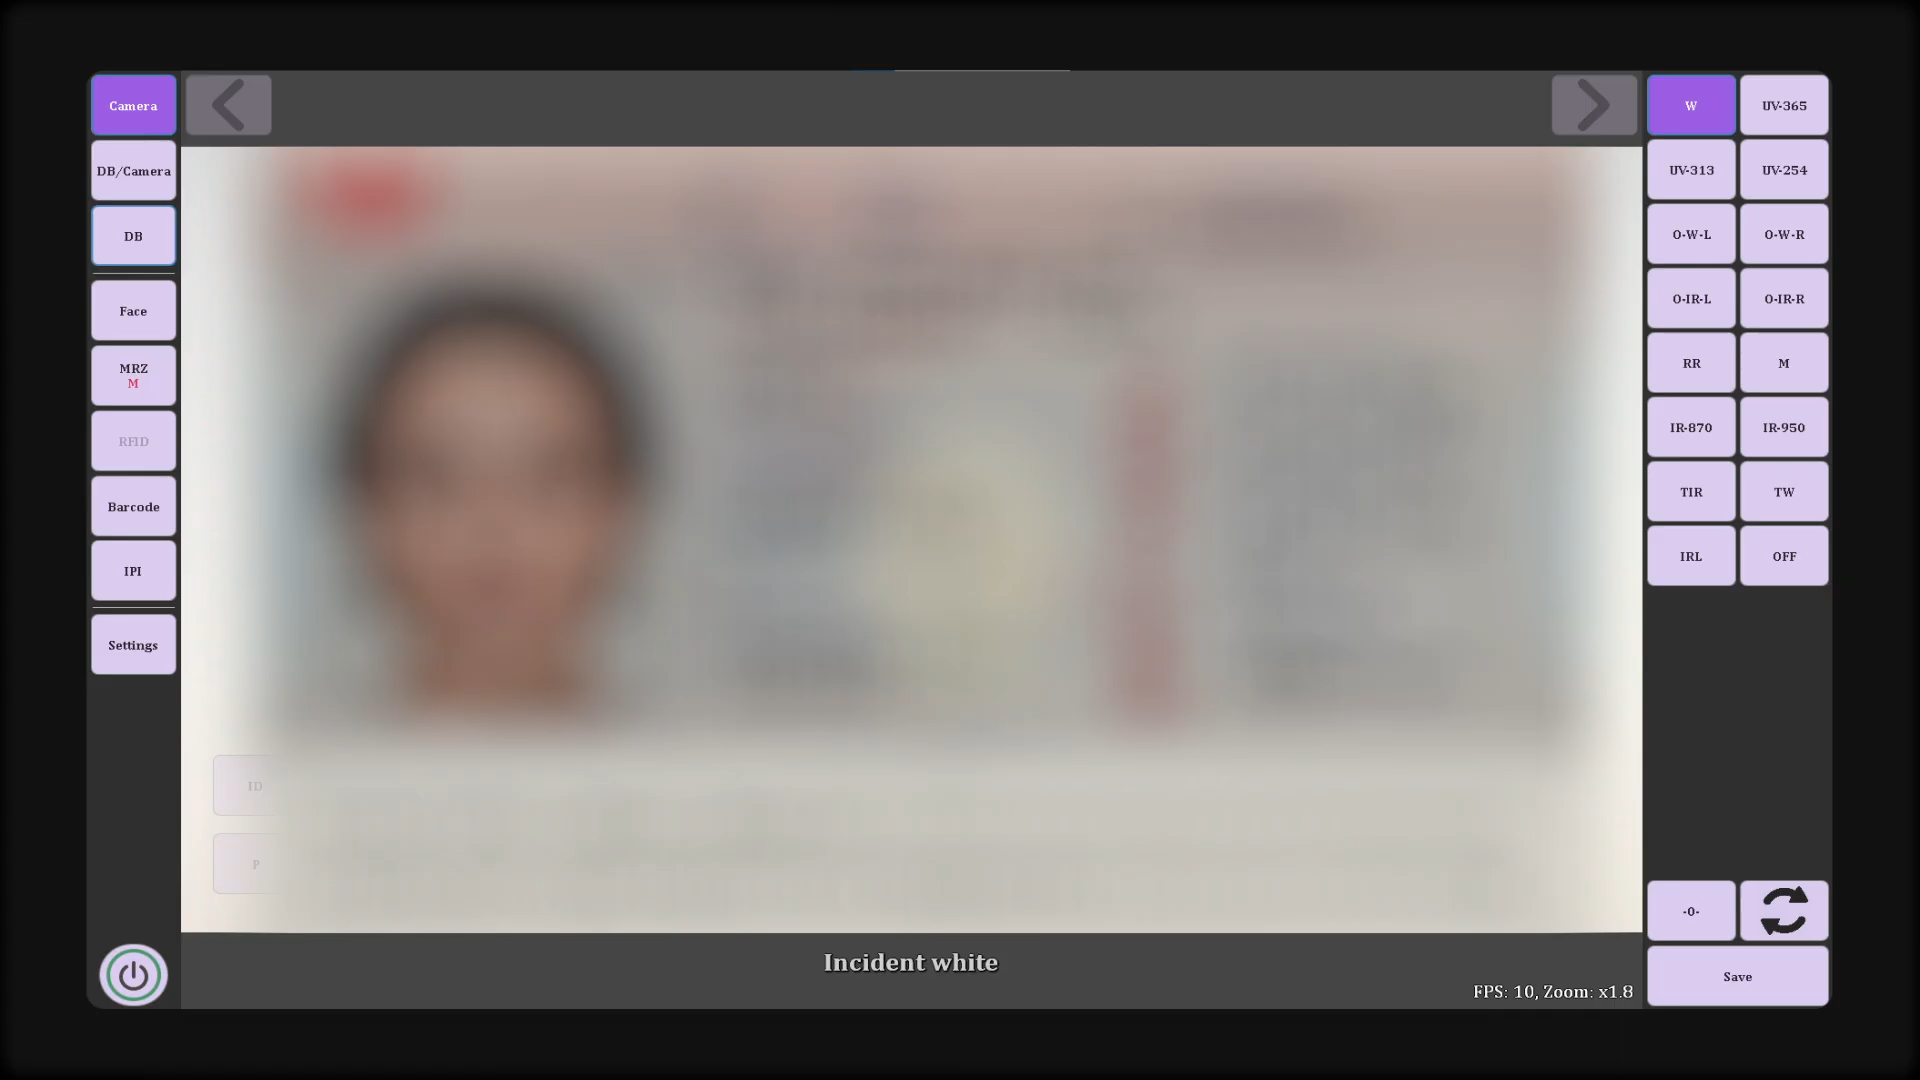 Camera
DB/Camera
DB
Face
MRZ
M
RFID
Barcode
IPI
Settings
ID
P
Incident white
FPS: 10, Zoom: x1.8
W UV-365
UV-313 UV-254
O-W-L O-W-R
O-IR-L O-IR-R
RR M
IR-870 IR-950
TIR TW
IRL OFF
-0-
Save